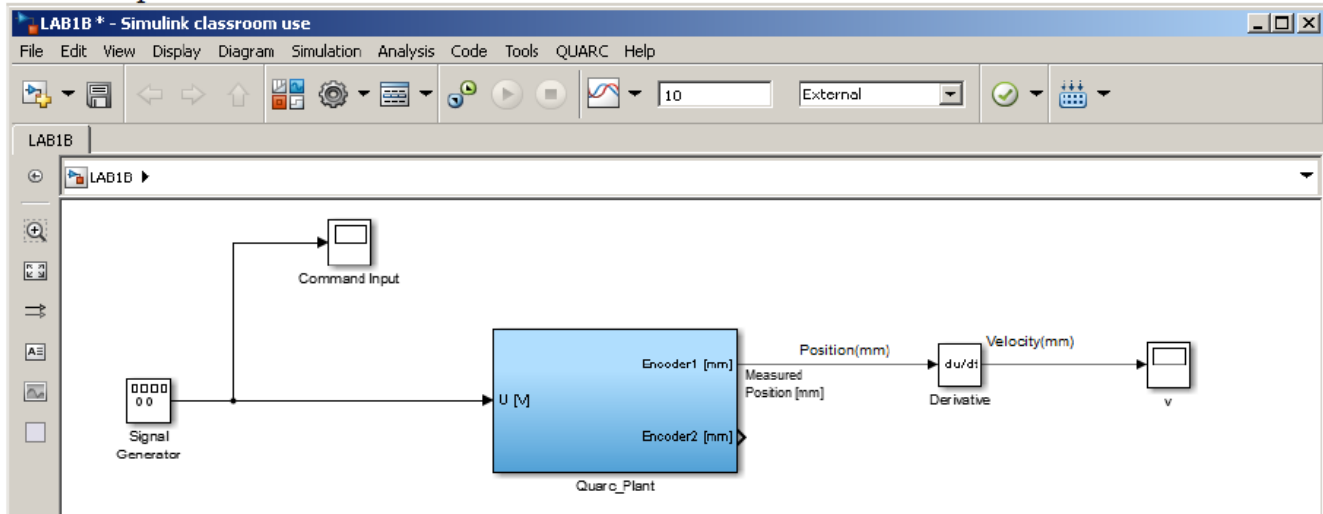 LAB1B * - Simulink classroom use
File Edit View Display Diagram Simulation Analysis Code Tools QUARC Help
10 External
LAB1B
LAB1B
Command Input
Signal
Generator
U [V]
Encoder1 [mm]
Encoder2 [mm]
Quarc_Plant
Position(mm)
Measured
Position [mm]
du/dt
Derivative
Velocity(mm)
v